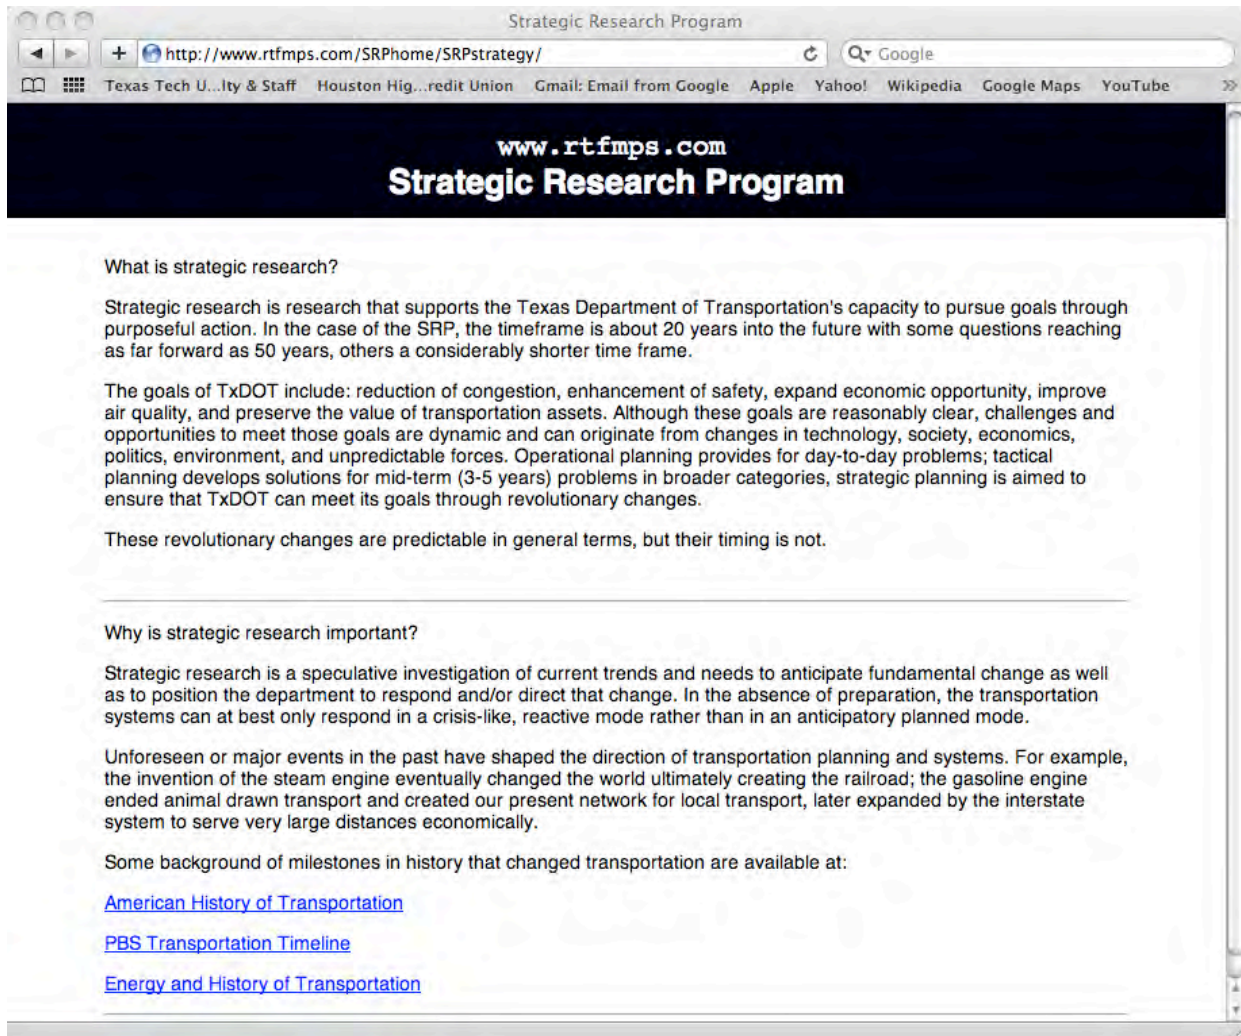 Strategic Research Program
http://www.rtfmps.com/SRPhome/SRPstrategy/
Google
Texas Tech U...lty & Staff Houston Hig...redit Union Gmail: Email from Google Apple Yahoo! Wikipedia Google Maps YouTube
www.rtfmps.com
Strategic Research Program
What is strategic research?
Strategic research is research that supports the Texas Department of Transportation's capacity to pursue goals through
purposeful action. In the case of the SRP, the timeframe is about 20 years into the future with some questions reaching
as far forward as 50 years, others a considerably shorter time frame.
The goals of TxDOT include: reduction of congestion, enhancement of safety, expand economic opportunity, improve
air quality, and preserve the value of transportation assets. Although these goals are reasonably clear, challenges and
opportunities to meet those goals are dynamic and can originate from changes in technology, society, economics,
politics, environment, and unpredictable forces. Operational planning provides for day-to-day problems; tactical
planning develops solutions for mid-term (3-5 years) problems in broader categories, strategic planning is aimed to
ensure that TxDOT can meet its goals through revolutionary changes.
These revolutionary changes are predictable in general terms, but their timing is not.
Why is strategic research important?
Strategic research is a speculative investigation of current trends and needs to anticipate fundamental change as well
as to position the department to respond and/or direct that change. In the absence of preparation, the transportation
systems can at best only respond in a crisis-like, reactive mode rather than in an anticipatory planned mode.
Unforeseen or major events in the past have shaped the direction of transportation planning and systems. For example,
the invention of the steam engine eventually changed the world ultimately creating the railroad; the gasoline engine
ended animal drawn transport and created our present network for local transport, later expanded by the interstate
system to serve very large distances economically.
Some background of milestones in history that changed transportation are available at:
American History of Transportation
PBS Transportation Timeline
Energy and History of Transportation